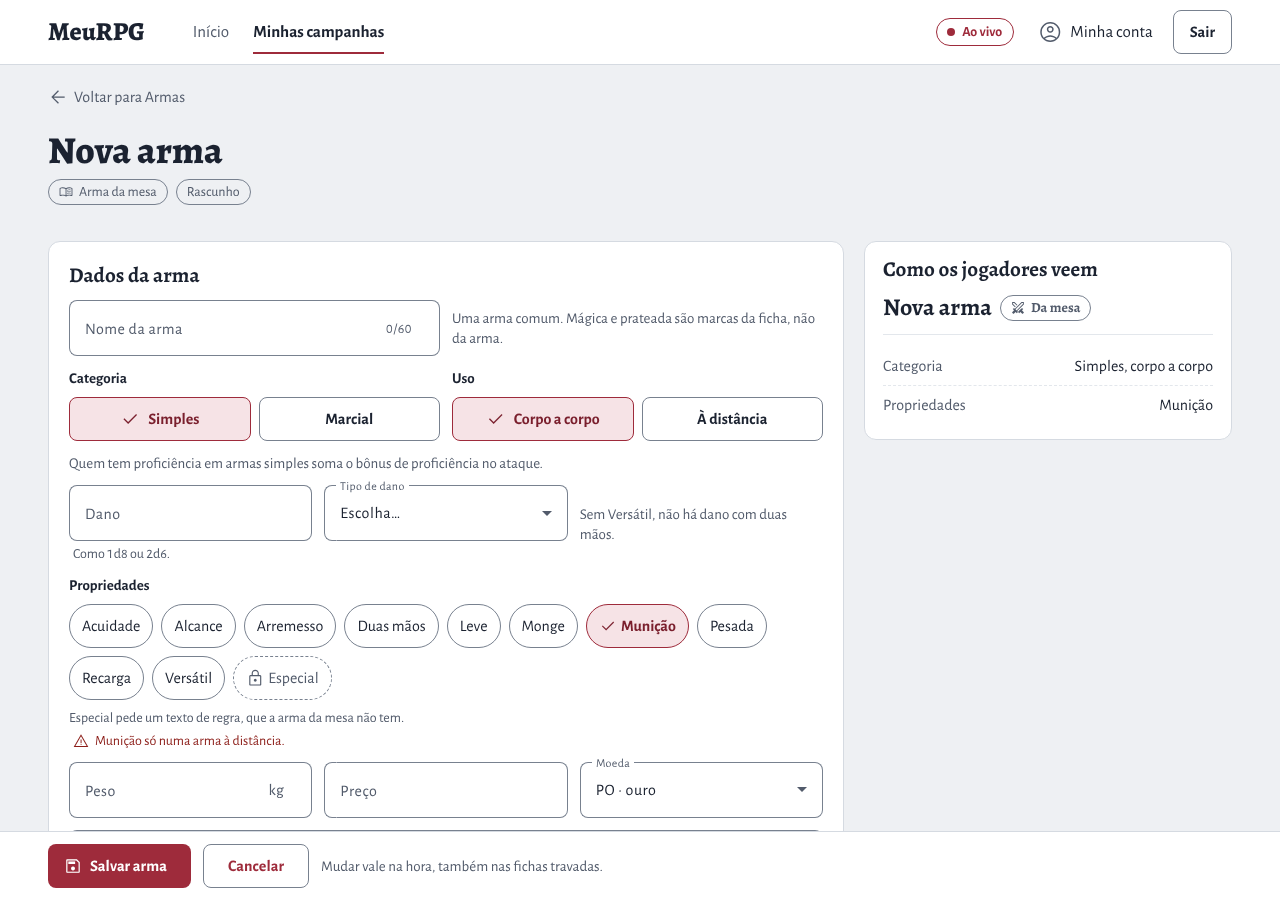 MeuRPG
Início
Minhas campanhas
Ao vivo
Minha conta
Sair
Voltar para Armas
Nova arma
Arma da mesa
Rascunho
Dados da arma
Nome da arma
0/60
Uma arma comum. Mágica e prateada são marcas da ficha, não
da arma.
Categoria
Uso
Simples
Marcial
Corpo a corpo
À distância
Quem tem proficiência em armas simples soma o bônus de proficiência no ataque.
Dano
Tipo de dano
Escolha…
Sem Versátil, não há dano com duas
mãos.
Como 1d8 ou 2d6.
Propriedades
Acuidade
Alcance
Arremesso
Duas mãos
Leve
Monge
Munição
Pesada
Recarga
Versátil
Especial
Especial pede um texto de regra, que a arma da mesa não tem.
Munição só numa arma à distância.
Peso
kg
Preço
Moeda
PO · ouro
Como os jogadores veem
Nova arma
Da mesa
Categoria
Simples, corpo a corpo
Propriedades
Munição
Salvar arma
Cancelar
Mudar vale na hora, também nas fichas travadas.